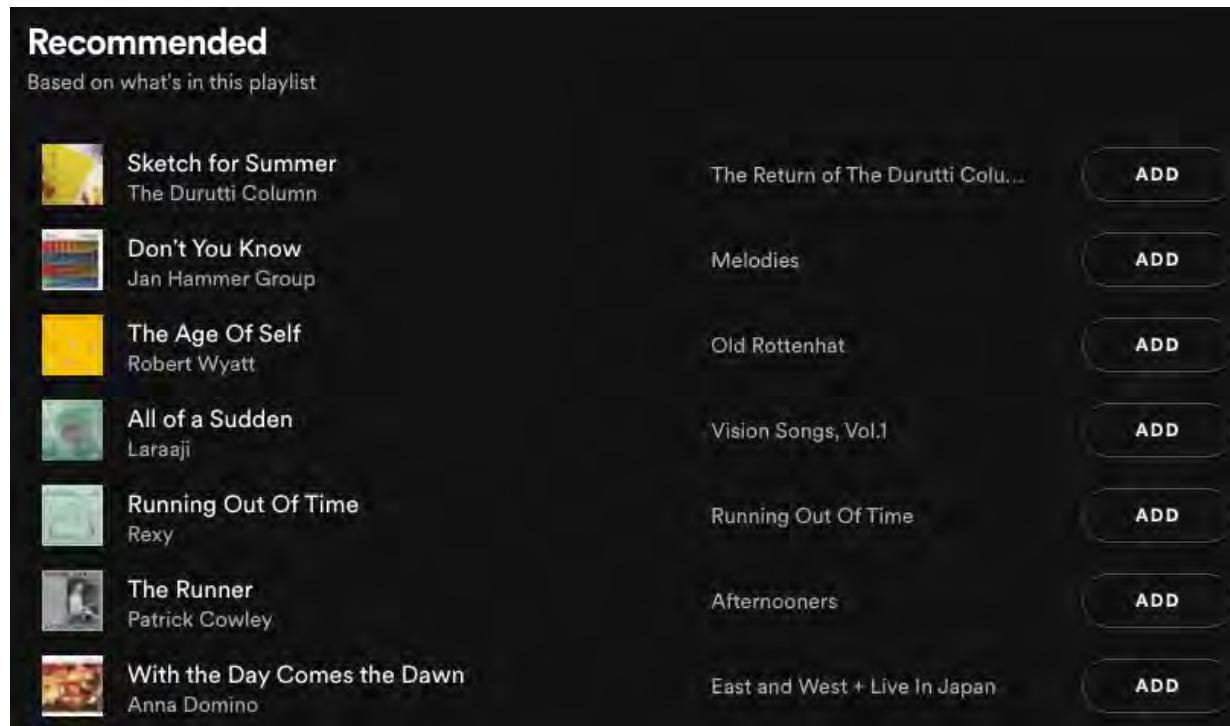 Recommended
Based on what's in this playlist
Sketch for Summer
The Durutti Column
The Return of The Durutti Colu...
ADD
Don't You Know
Jan Hammer Group
Melodies
ADD
The Age Of Self
Robert Wyatt
Old Rottenhat
ADD
All of a Sudden
Laraaji
Vision Songs, Vol.1
ADD
Running Out Of Time
Rexy
Running Out Of Time
ADD
The Runner
Patrick Cowley
Afternooners
ADD
With the Day Comes the Dawn
Anna Domino
East and West + Live In Japan
ADD